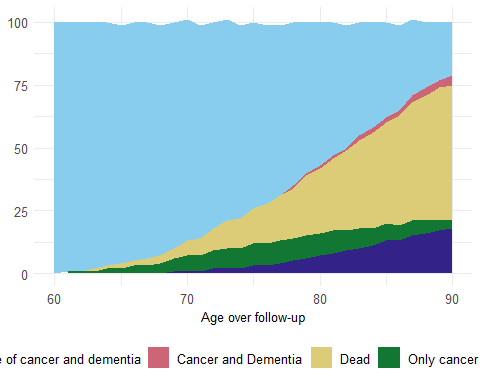 100
75
50
25
0
60
70
80
90
Age over follow-up
e of cancer and dementia
Cancer and Dementia
Dead
Only cancer